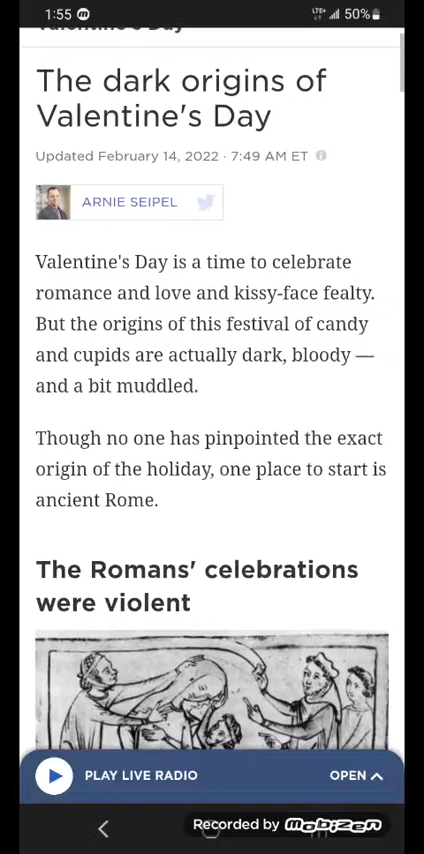 1:55
LTE+
50%
Valentine's Day
The dark origins of
Valentine's Day
Updated February 14, 2022 · 7:49 AM ET
ARNIE SEIPEL
Valentine's Day is a time to celebrate
romance and love and kissy-face fealty.
But the origins of this festival of candy
and cupids are actually dark, bloody —
and a bit muddled.
Though no one has pinpointed the exact
origin of the holiday, one place to start is
ancient Rome.
The Romans' celebrations
were violent
PLAY LIVE RADIO
OPEN
Recorded by mobizen